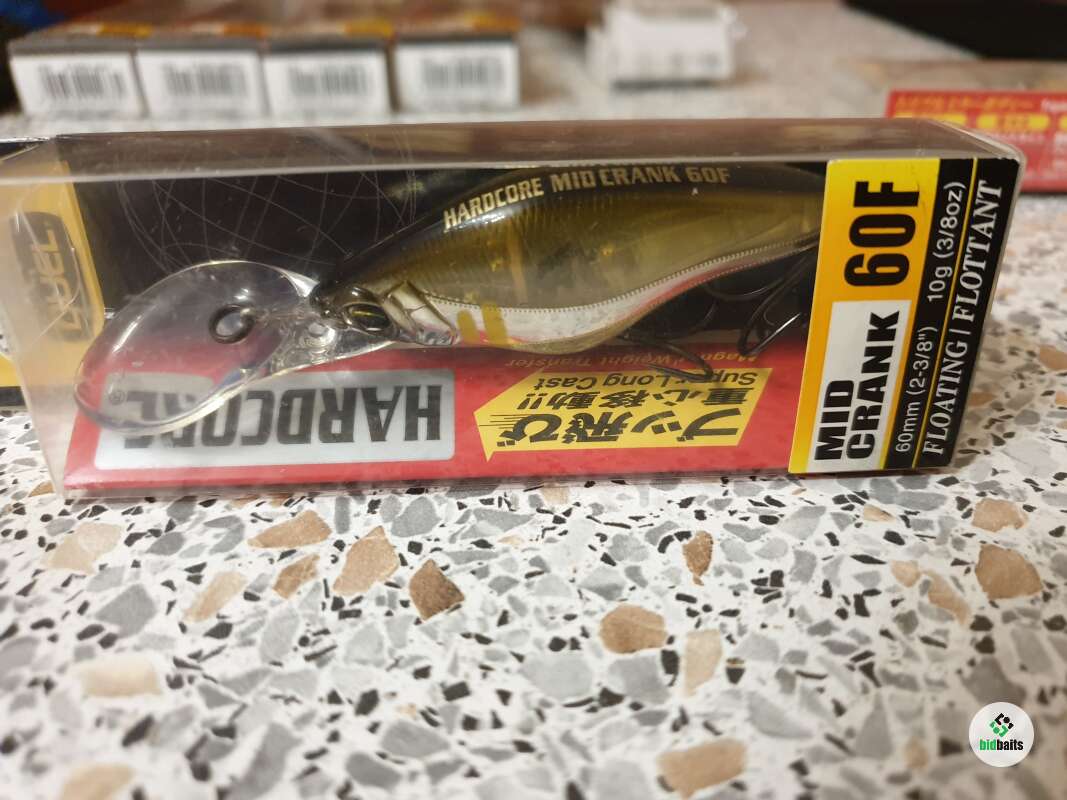 HARDCORE MID CRANK 60F
MID
CRANK
60F
60mm (2-3/8") 10g (3/8oz)
FLOATING / FLOTTANT
DUEL
HARDCORE®
ブッ飛び
重心移動!!
Super Long Cast
Weight Transfer
bidbaits